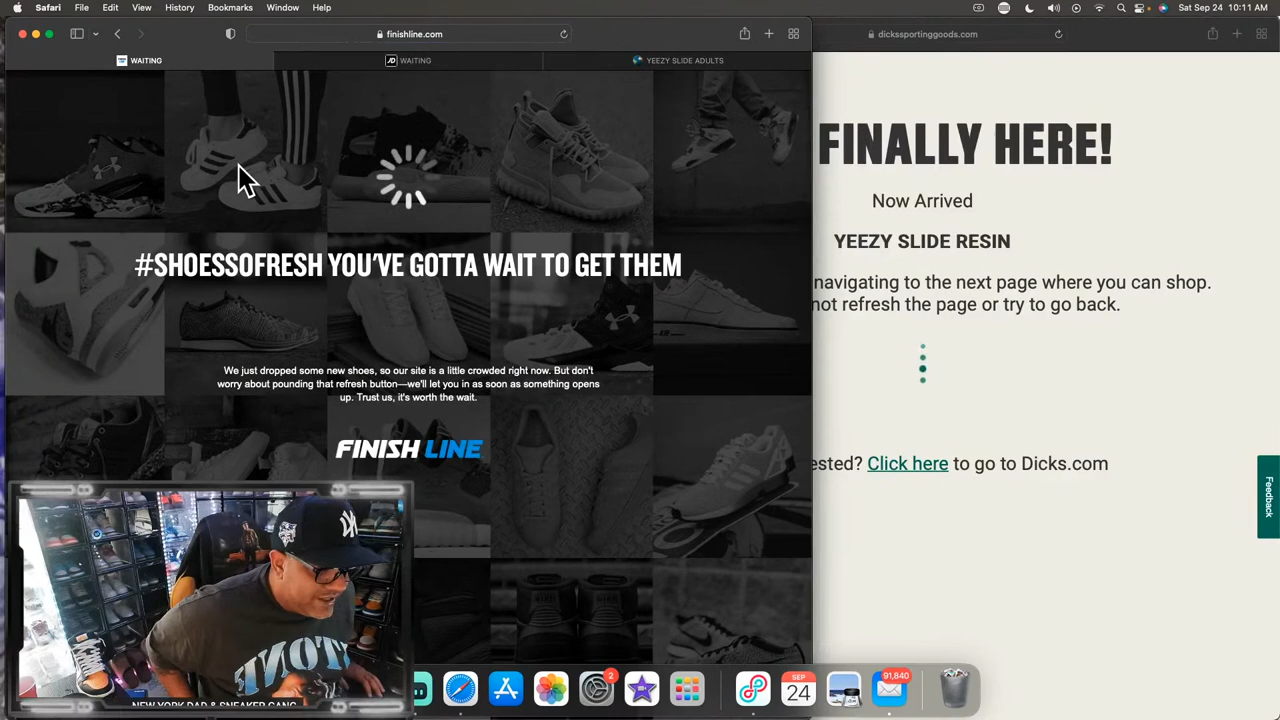 Safari File Edit View History Bookmarks Window Help
Sat Sep 24 10:11 AM
finishline.com
WAITING
WAITING
YEEZY SLIDE ADULTS
#SHOESSOFRESH YOU'VE GOTTA WAIT TO GET THEM
We just dropped some new shoes, so our site is a little crowded right now. But don't
worry about pounding that refresh button—we'll let you in as soon as something opens
up. Trust us, it's worth the wait.
FINISH LINE
dickssportinggoods.com
FINALLY HERE!
Now Arrived
YEEZY SLIDE RESIN
navigating to the next page where you can shop.
not refresh the page or try to go back.
ested? Click here to go to Dicks.com
Feedback
NY
NEW YORK DAD & SNEAKER GANG
2
SEP
24
91,840